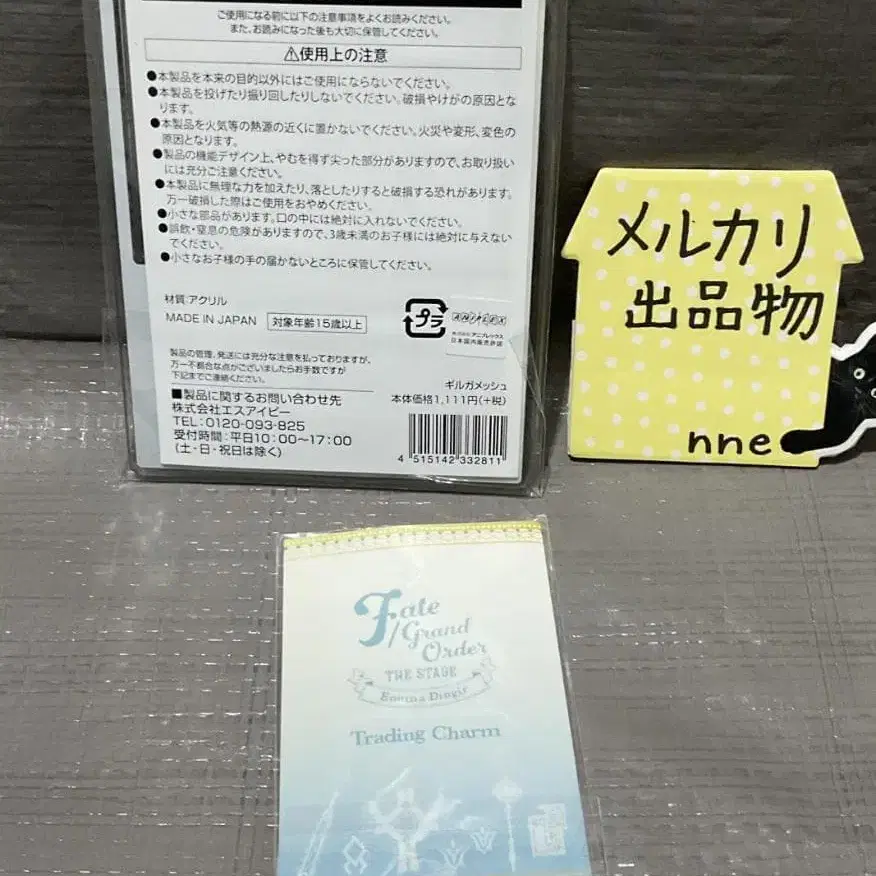 ご使用になる前に以下の注意事項をよくお読みください。
また、お読みになった後も大切に保管してください。
⚠使用上の注意
●本製品を本来の目的以外にはご使用にならないでください。
●本製品を投げたり振り回したりしないでください。破損やけがの原因となります。
●本製品を火気等の熱源の近くに置かないでください。火災や変形、変色の
原因となります。
●製品の機能デザイン上、やむを得ず尖った部分がありますので、お取り扱い
には充分ご注意ください。
●本製品に無理な力を加えたり、落としたりすると破損する恐れがあります。
万一破損した際はご使用をおやめください。
●小さな部品があります。口の中には絶対に入れないでください。
●誤飲・窒息の危険がありますので、3歳未満のお子様には絶対に与えない
でください。
●小さなお子様の手の届かないところに保管してください。
材質:アクリル
MADE IN JAPAN 対象年齢15歳以上
プラ
ANIPLEX
株式会社アニプレックス
日本国内販売許諾
製品の管理、発送には充分な注意を払っておりますが、
万一不都合な点がございましたらお手数ですが
下記までご連絡ください。
■製品に関するお問い合わせ先
株式会社エスアイピー
TEL:0120-093-825
受付時間:平日10:00~17:00
(土・日・祝日は除く)
ギルガメッシュ
本体価格1,111円(+税)
4 515142 332811
メルカリ
出品物
nne
Fate
/Grand
Order
THE STAGE
Trading Charm